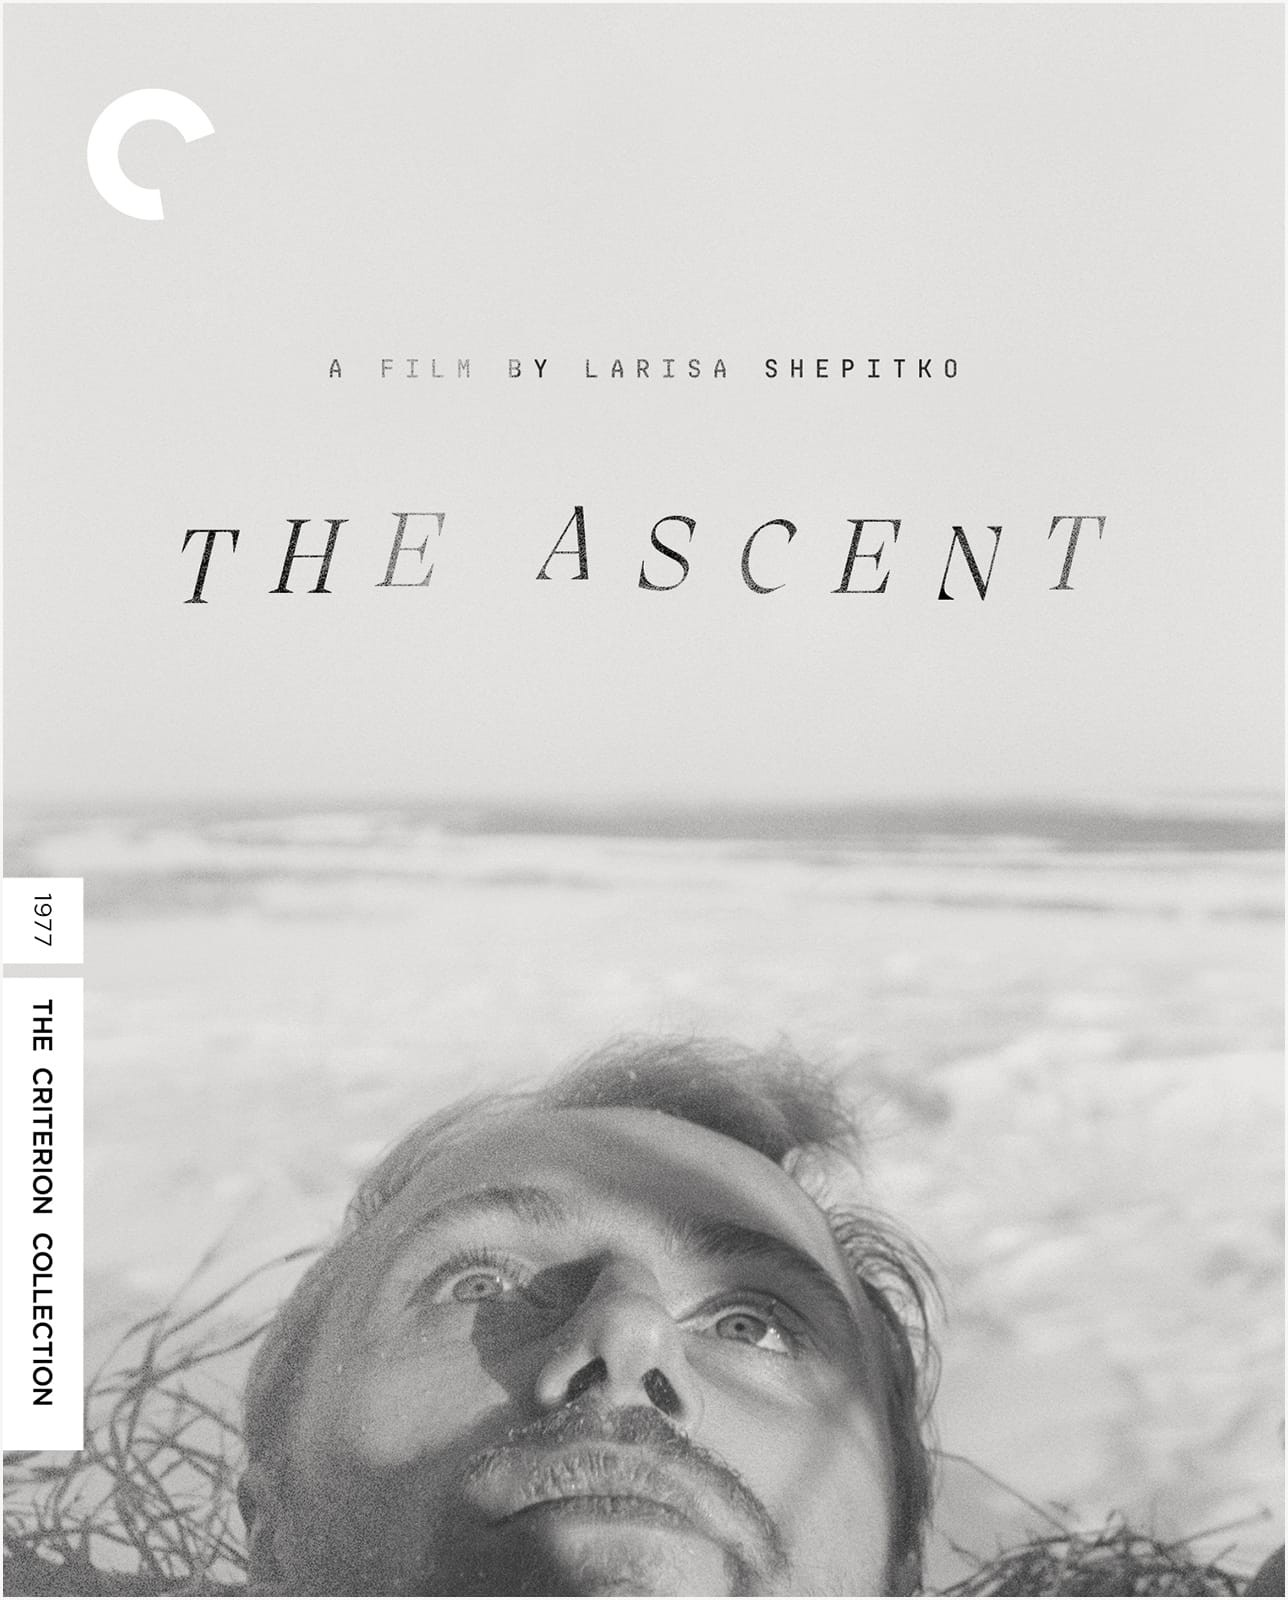 A FILM BY LARISA SHEPITKO
THE ASCENT
1977
THE CRITERION COLLECTION